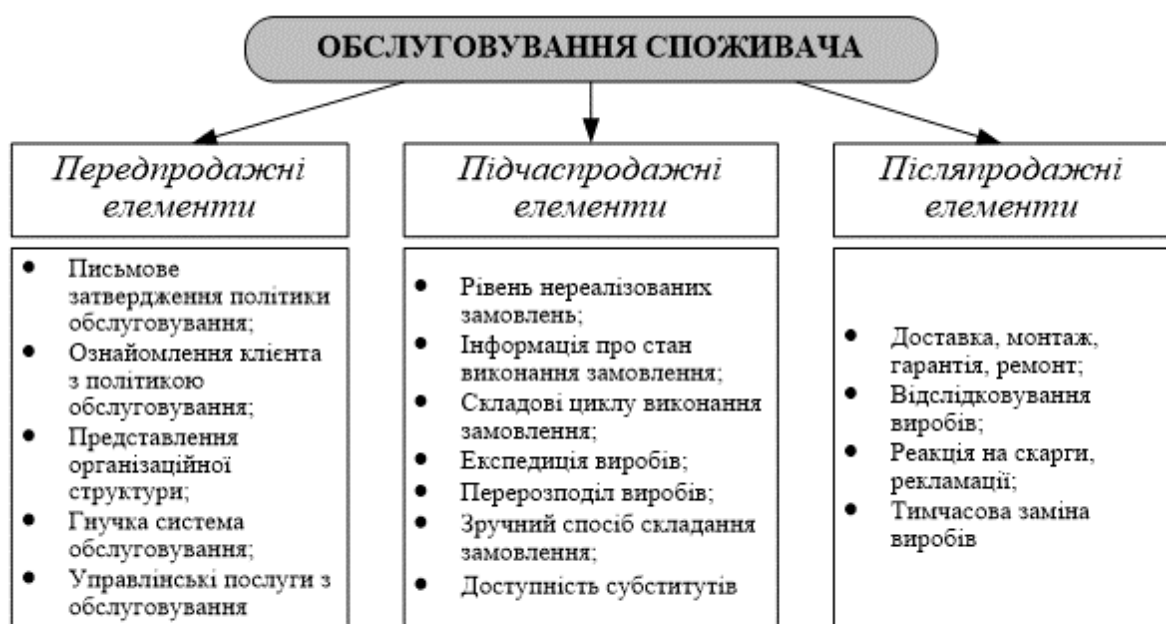 ОБСЛУГОВУВАННЯ СПОЖИВАЧА
Передпродажні
елементи
● Письмове
затвердження політики
обслуговування;
● Ознайомлення клієнта
з політикою
обслуговування;
● Представлення
організаційної
структури;
● Гнучка система
обслуговування;
● Управлінські послуги з
обслуговування
Підчаспродажні
елементи
● Рівень нереалізованих
замовлень;
● Інформація про стан
виконання замовлення;
● Складові циклу виконання
замовлення;
● Експедиція виробів;
● Перерозподіл виробів;
● Зручний спосіб складання
замовлення;
● Доступність субститутів
Післяпродажні
елементи
● Доставка, монтаж,
гарантія, ремонт;
● Відслідковування
виробів;
● Реакція на скарги,
рекламації;
● Тимчасова заміна
виробів